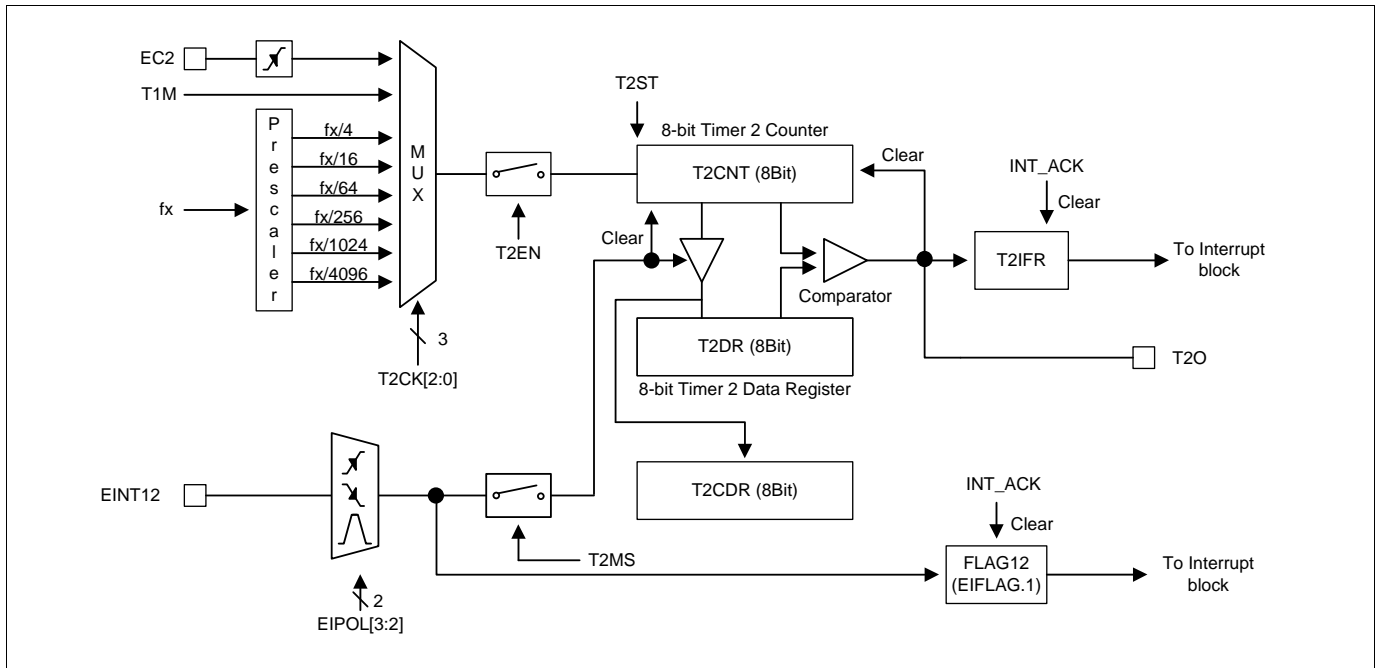 EC2
T1M
fx
Prescaler
fx/4
fx/16
fx/64
fx/256
fx/1024
fx/4096
MUX
3
T2CK[2:0]
T2EN
T2ST
8-bit Timer 2 Counter
T2CNT (8Bit)
Clear
Clear
Comparator
T2DR (8Bit)
8-bit Timer 2 Data Register
T2CDR (8Bit)
INT_ACK
Clear
T2IFR
To Interrupt
block
T2O
EINT12
2
EIPOL[3:2]
T2MS
INT_ACK
Clear
FLAG12
(EIFLAG.1)
To Interrupt
block